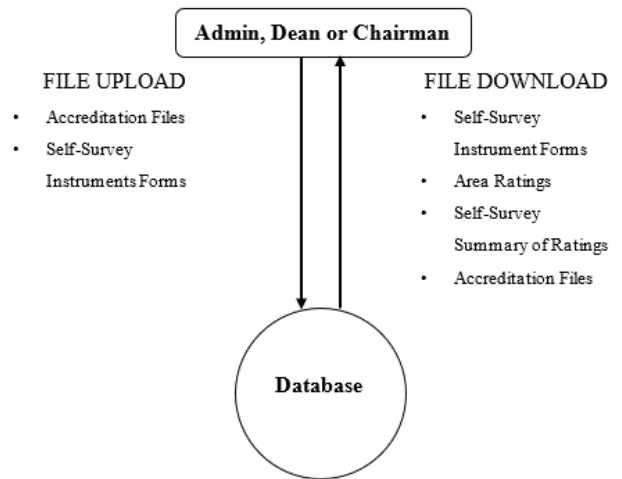 Admin, Dean or Chairman
FILE UPLOAD
• Accreditation Files
• Self-Survey
Instruments Forms
FILE DOWNLOAD
• Self-Survey
Instrument Forms
• Area Ratings
• Self-Survey
Summary of Ratings
• Accreditation Files
Database